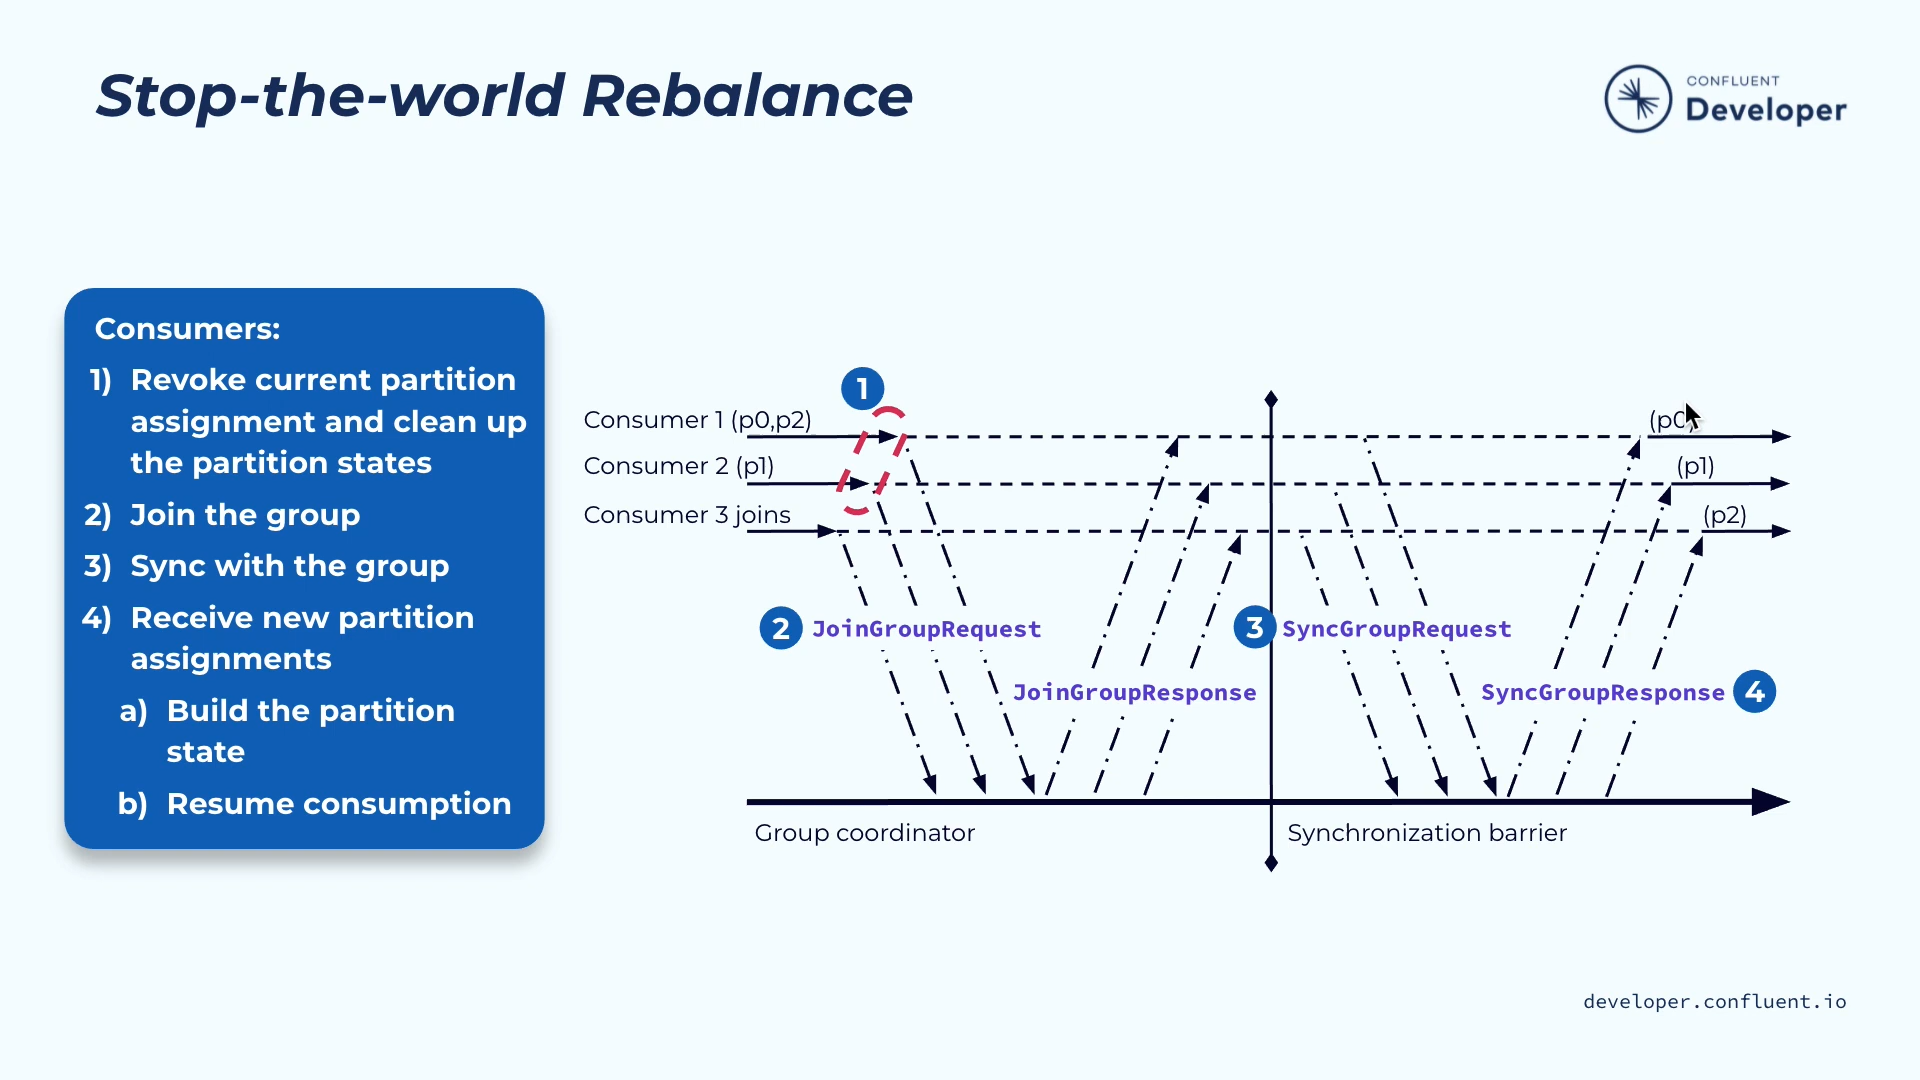 Stop-the-world Rebalance
CONFLUENT
Developer
Consumers:
1) Revoke current partition
assignment and clean up
the partition states
2) Join the group
3) Sync with the group
4) Receive new partition
assignments
a) Build the partition
state
b) Resume consumption
1
Consumer 1 (p0,p2)
(p0)
Consumer 2 (p1)
(p1)
Consumer 3 joins
(p2)
2 JoinGroupRequest
3 SyncGroupRequest
JoinGroupResponse
SyncGroupResponse 4
Group coordinator
Synchronization barrier
developer.confluent.io